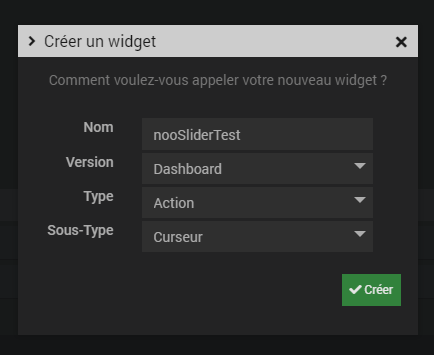 Créer un widget
Comment voulez-vous appeler votre nouveau widget ?
Nom nooSliderTest
Version Dashboard
Type Action
Sous-Type Curseur
Créer